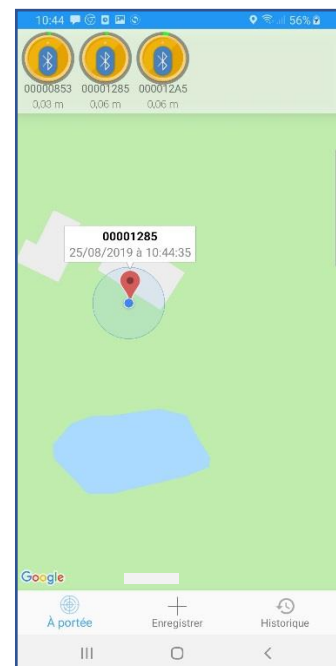 10:44 56%
00000853 00001285 000012A5
0,03 m 0,06 m 0,06 m
00001285
25/08/2019 à 10:44:35
Google
À portée Enregistrer Historique